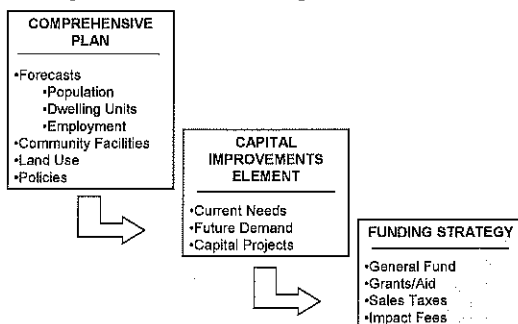 COMPREHENSIVE
PLAN
•Forecasts
•Population
•Dwelling Units
•Employment
•Community Facilities
•Land Use
•Policies
CAPITAL
IMPROVEMENTS
ELEMENT
•Current Needs
•Future Demand
•Capital Projects
FUNDING STRATEGY
•General Fund
•Grants/Aid
•Sales Taxes
•Impact Fees